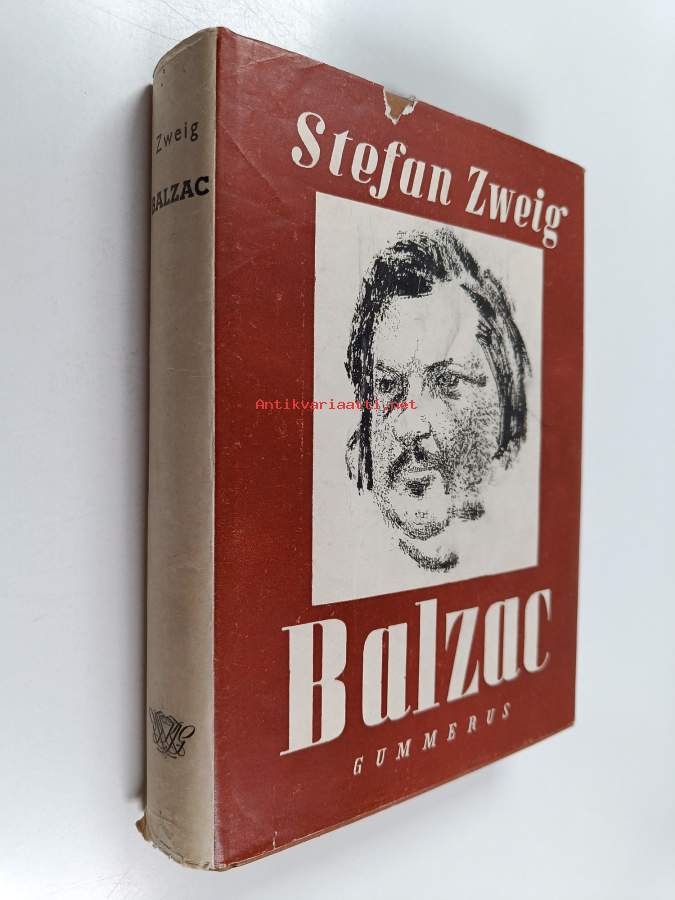 Zweig
BALZAC
Stefan Zweig
Antikvariaatti.net
Balzac
GUMMERUS